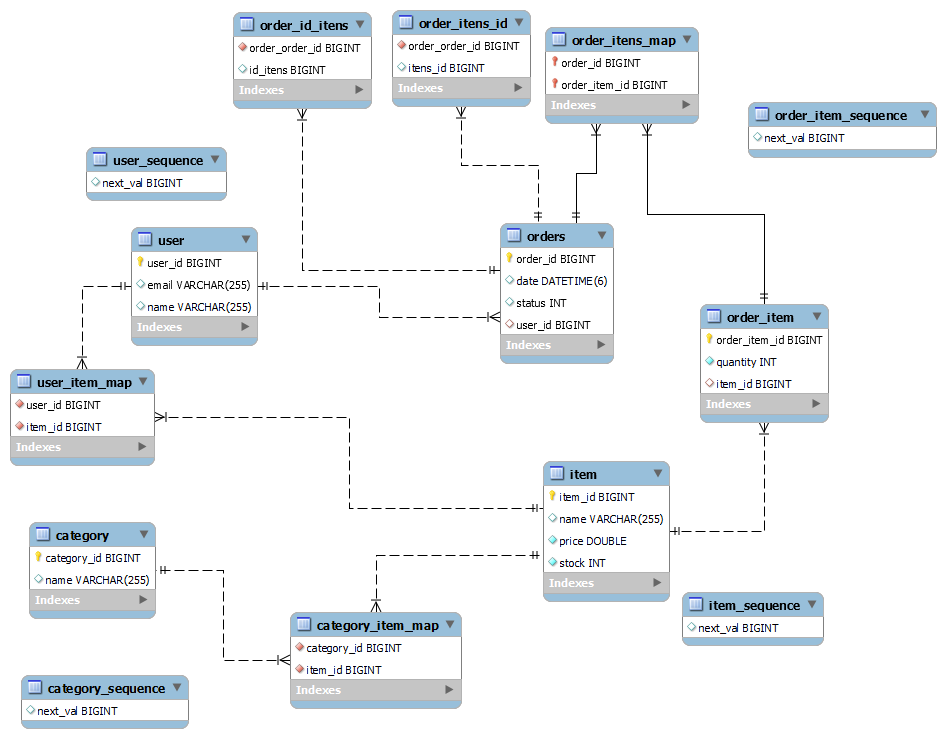 order_id_itens
order_order_id BIGINT
id_itens BIGINT
Indexes
order_itens_id
order_order_id BIGINT
itens_id BIGINT
Indexes
order_itens_map
order_id BIGINT
order_item_id BIGINT
Indexes
order_item_sequence
next_val BIGINT
user_sequence
next_val BIGINT
user
user_id BIGINT
email VARCHAR(255)
name VARCHAR(255)
Indexes
orders
order_id BIGINT
date DATETIME(6)
status INT
user_id BIGINT
Indexes
order_item
order_item_id BIGINT
quantity INT
item_id BIGINT
Indexes
user_item_map
user_id BIGINT
item_id BIGINT
Indexes
item
item_id BIGINT
name VARCHAR(255)
price DOUBLE
stock INT
Indexes
category
category_id BIGINT
name VARCHAR(255)
Indexes
item_sequence
next_val BIGINT
category_item_map
category_id BIGINT
item_id BIGINT
Indexes
category_sequence
next_val BIGINT